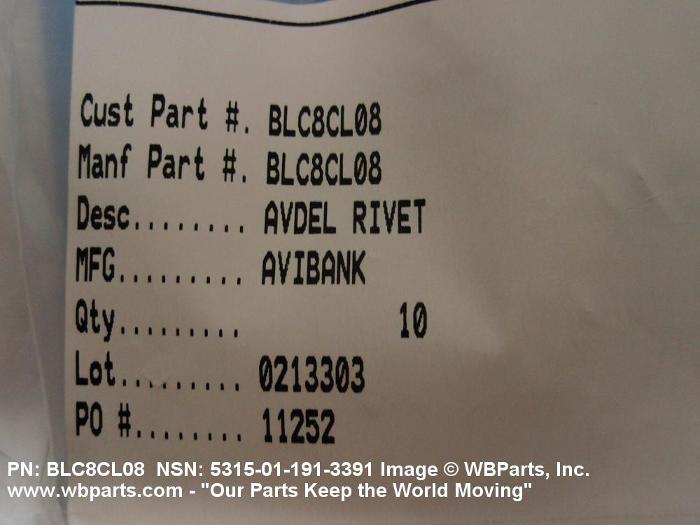 Cust Part #. BLC8CL08
Manf Part #. BLC8CL08
Desc........ AVDEL RIVET
MFG......... AVIBANK
Qty......... 10
Lot......... 0213303
PO #........ 11252
PN: BLC8CL08 NSN: 5315-01-191-3391 Image © WBParts, Inc.
www.wbparts.com - "Our Parts Keep the World Moving"